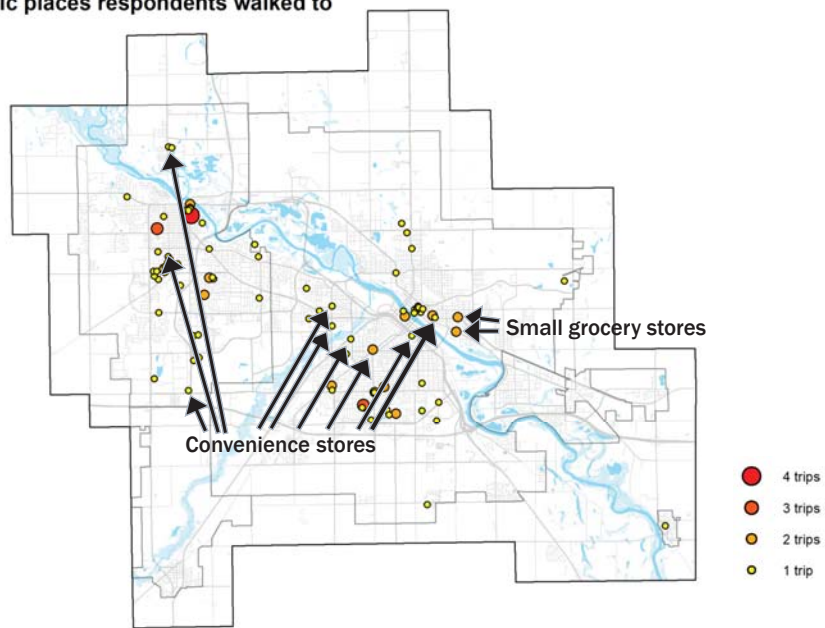 ic places respondents walked to
Small grocery stores
Convenience stores
4 trips
3 trips
2 trips
1 trip